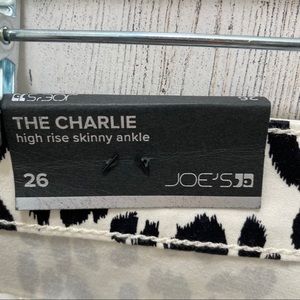 THE CHARLIE
high rise skinny ankle
26 JOE'S